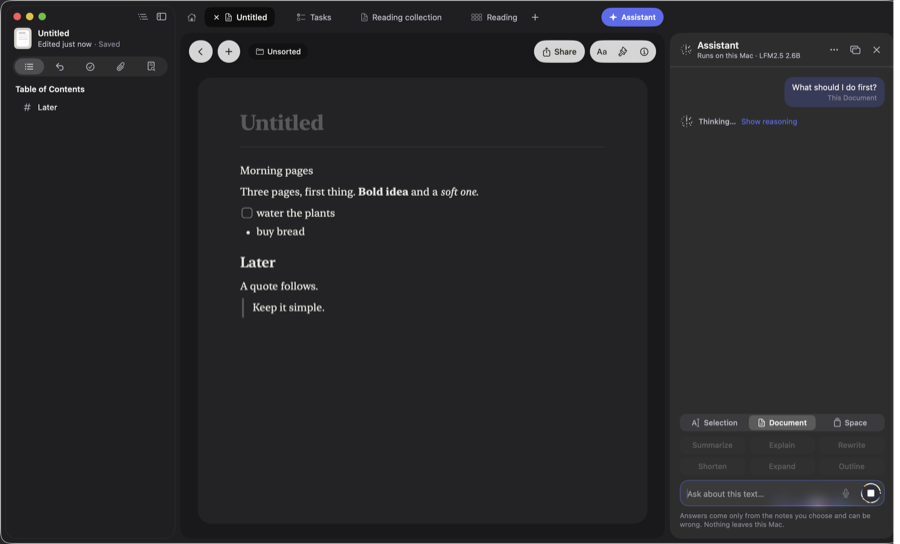 Untitled
Edited just now · Saved
Table of Contents
# Later
Untitled
Tasks
Reading collection
Reading
Assistant
Unsorted
Share
Aa
Untitled
Morning pages
Three pages, first thing. Bold idea and a soft one.
water the plants
• buy bread
Later
A quote follows.
Keep it simple.
Assistant
Runs on this Mac · LFM2.5 2.6B
What should I do first?
This Document
Thinking... Show reasoning
Selection
Document
Space
Summarize
Explain
Rewrite
Shorten
Expand
Outline
Ask about this text...
Answers come only from the notes you choose and can be
wrong. Nothing leaves this Mac.